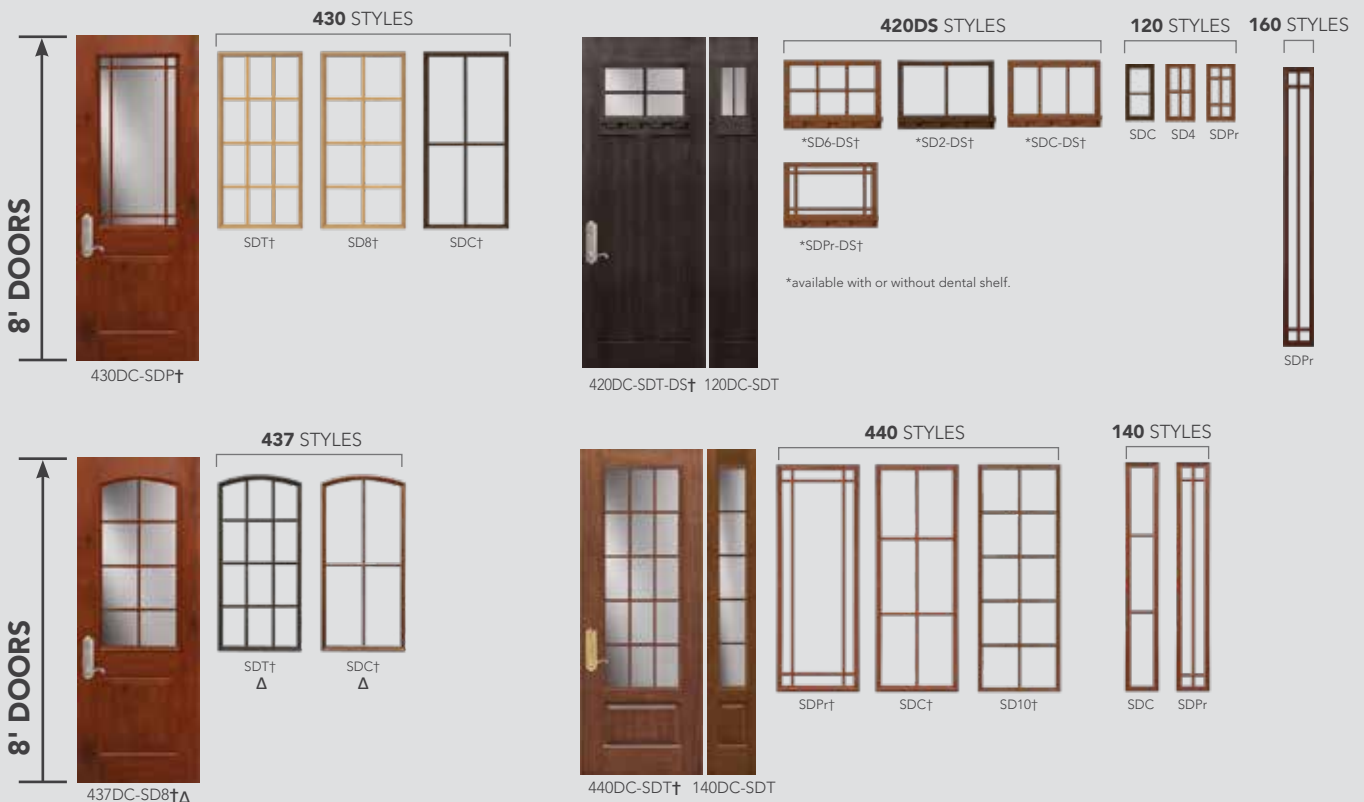 430 STYLES
8' DOORS
SDT†
SD8†
SDC†
430DC-SDP†
420DS STYLES
120 STYLES
160 STYLES
*SD6-DS†
*SD2-DS†
*SDC-DS†
SDC
SD4
SDPr
*SDPr-DS†
*available with or without dental shelf.
420DC-SDT-DS†
120DC-SDT
SDPr
437 STYLES
8' DOORS
SDT†
Δ
SDC†
Δ
437DC-SD8†Δ
440 STYLES
140 STYLES
SDPr†
SDC†
SD10†
SDC
SDPr
440DC-SDT†
140DC-SDT